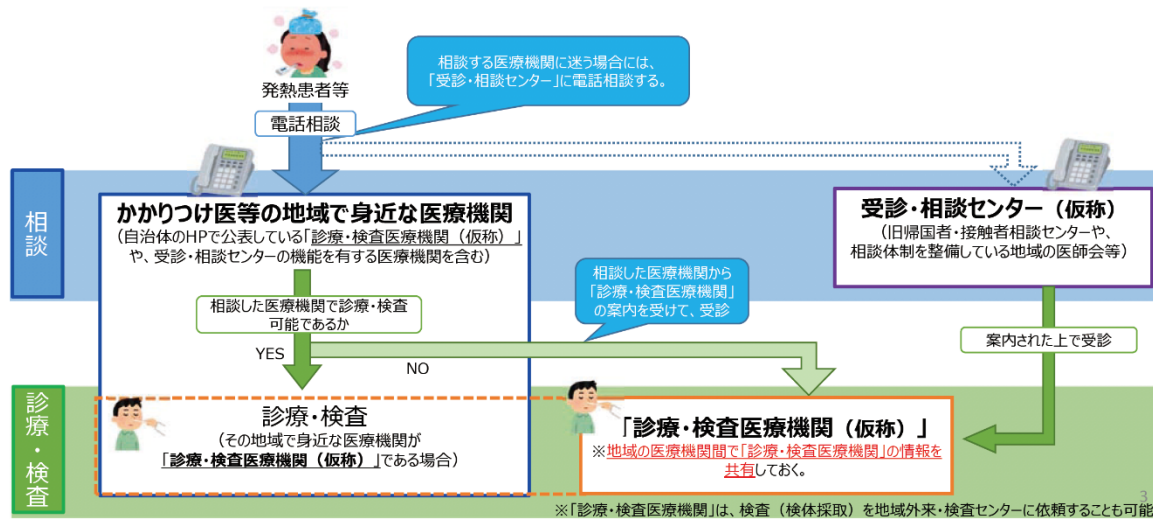 発熱患者等
電話相談
相談する医療機関に迷う場合には、
「受診・相談センター」に電話相談する。
相談
かかりつけ医等の地域で身近な医療機関
(自治体のHPで公表している「診療・検査医療機関(仮称)」
や、受診・相談センターの機能を有する医療機関を含む)
受診・相談センター(仮称)
(旧帰国者・接触者相談センターや、
相談体制を整備している地域の医師会等)
相談した医療機関で診療・検査
可能であるか
相談した医療機関から
「診療・検査医療機関」
の案内を受けて、受診
案内された上で受診
YES
NO
診療・検査
診療・検査
(その地域で身近な医療機関が
「診療・検査医療機関(仮称)」である場合)
「診療・検査医療機関(仮称)」
※地域の医療機関間で「診療・検査医療機関」の情報を
共有しておく。
3
※「診療・検査医療機関」は、検査(検体採取)を地域外来・検査センターに依頼することも可能